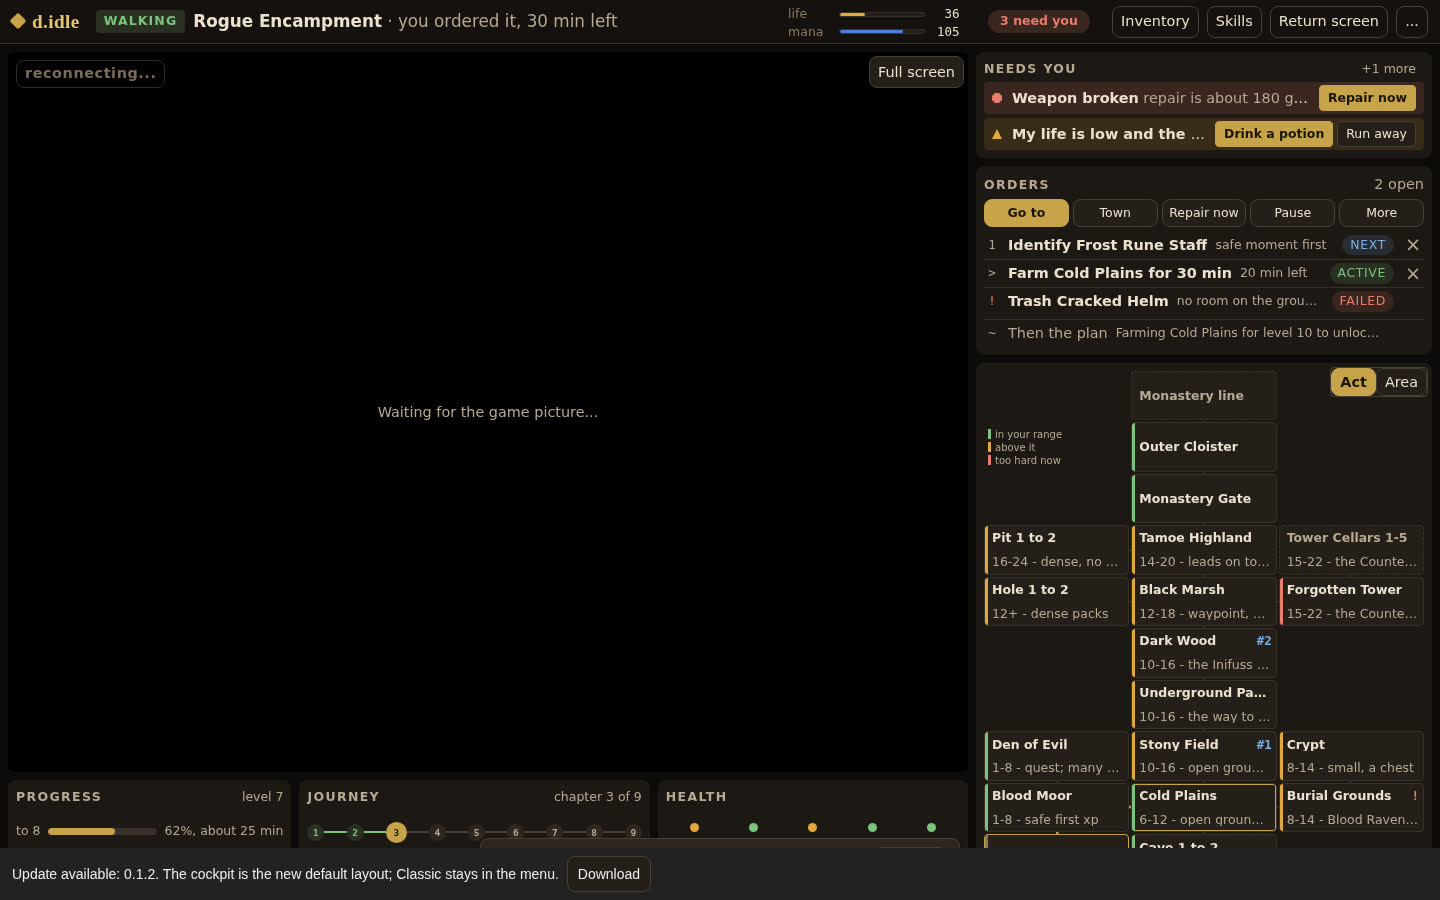 d.idle WALKING Rogue Encampment · you ordered it, 30 min left
life 36
mana 105
3 need you Inventory Skills Return screen ...
reconnecting...
Full screen
Waiting for the game picture...
NEEDS YOU +1 more
Weapon broken repair is about 180 g... Repair now
My life is low and the ... Drink a potion Run away
ORDERS 2 open
Go to Town Repair now Pause More
1 Identify Frost Rune Staff safe moment first NEXT
> Farm Cold Plains for 30 min 20 min left ACTIVE
! Trash Cracked Helm no room on the grou... FAILED
~ Then the plan Farming Cold Plains for level 10 to unloc...
Act Area
Monastery line
in your range
above it
too hard now
Outer Cloister
Monastery Gate
Pit 1 to 2
16-24 - dense, no ...
Tamoe Highland
14-20 - leads on to...
Tower Cellars 1-5
15-22 - the Counte...
Hole 1 to 2
12+ - dense packs
Black Marsh
12-18 - waypoint, ...
Forgotten Tower
15-22 - the Counte...
Dark Wood #2
10-16 - the Inifuss ...
Underground Pa...
10-16 - the way to ...
Den of Evil
1-8 - quest; many ...
Stony Field #1
10-16 - open grou...
Crypt
8-14 - small, a chest
Blood Moor
1-8 - safe first xp
Cold Plains
6-12 - open groun...
Burial Grounds !
8-14 - Blood Raven...
Cave 1 to 2
PROGRESS level 7
to 8 62%, about 25 min
JOURNEY chapter 3 of 9
1 2 3 4 5 6 7 8 9
HEALTH
Update available: 0.1.2. The cockpit is the new default layout; Classic stays in the menu. Download